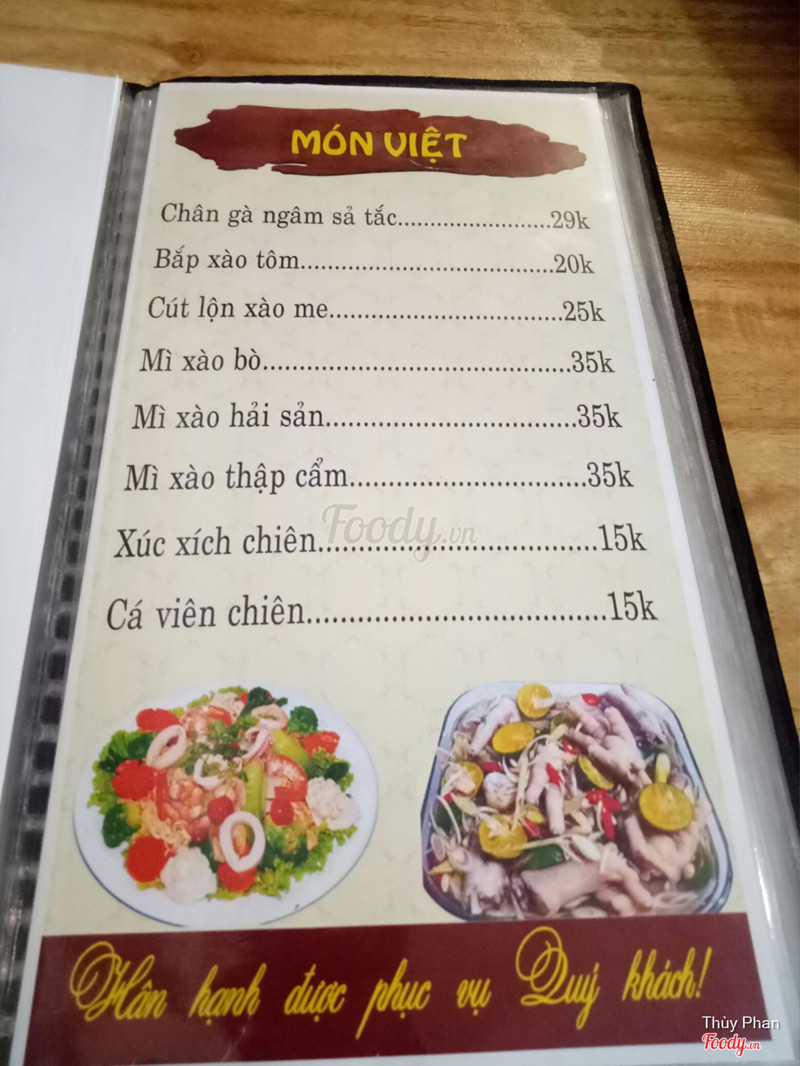 MÓN VIỆT
Chân gà ngâm sả tắc............................29k
Bắp xào tôm.......................................20k
Cút lộn xào me....................................25k
Mì xào bò............................................35k
Mì xào hải sản....................................35k
Mì xào thập cẩm.................................35k
Xúc xích chiên.....................................15k
Cá viên chiên.......................................15k
Foody.vn
Hân hạnh được phục vụ Quý khách!
Thùy Phan
Foody.vn